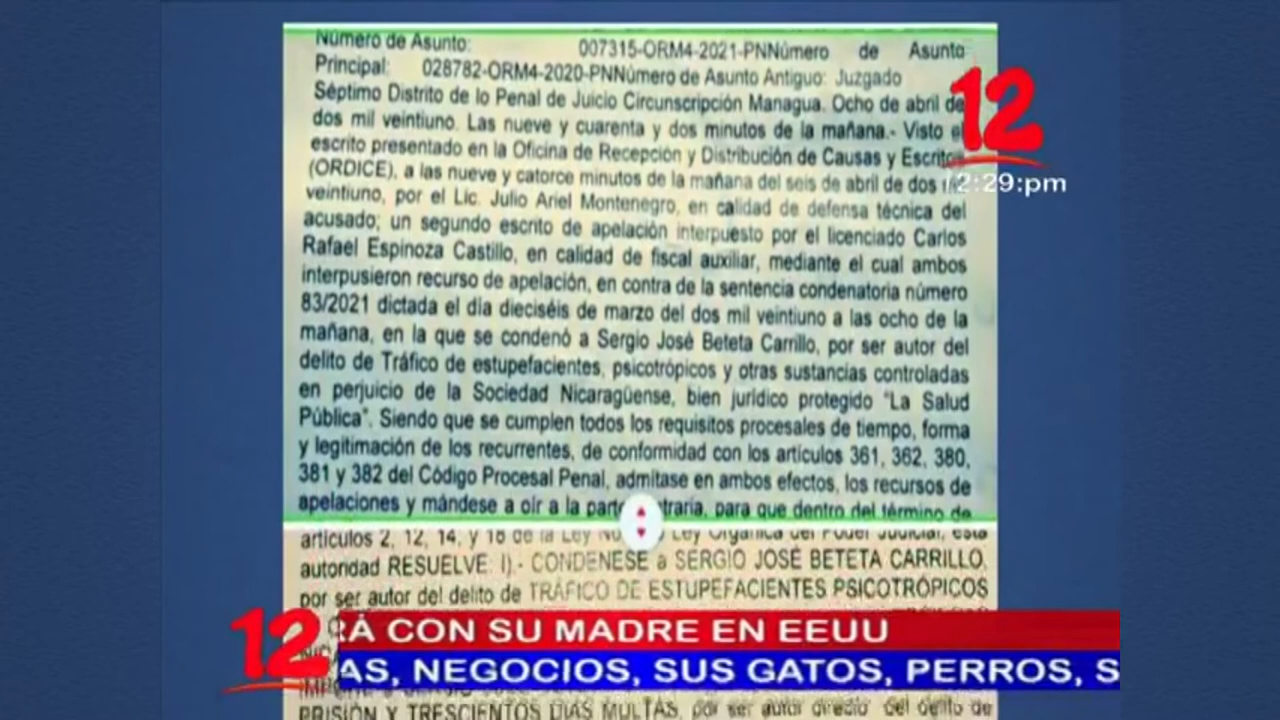 Número de Asunto: 007315-ORM4-2021-PNNúmero de Asunto
Principal: 028782-ORM4-2020-PNNúmero de Asunto Antiguo: Juzgado
Séptimo Distrito de lo Penal de Juicio Circunscripción Managua. Ocho de abril de
dos mil veintiuno. Las nueve y cuarenta y dos minutos de la mañana.- Visto el
escrito presentado en la Oficina de Recepción y Distribución de Causas y Escritos
(ORDICE), a las nueve y catorce minutos de la mañana del seis de abril de dos
veintiuno, por el Lic. Julio Ariel Montenegro, en calidad de defensa técnica del
acusado; un segundo escrito de apelación interpuesto por el licenciado Carlos
Rafael Espinoza Castillo, en calidad de fiscal auxiliar, mediante el cual ambos
interpusieron recurso de apelación, en contra de la sentencia condenatoria número
83/2021 dictada el día dieciséis de marzo del dos mil veintiuno a las ocho de la
mañana, en la que se condenó a Sergio José Beteta Carrillo, por ser autor del
delito de Tráfico de estupefacientes, psicotrópicos y otras sustancias controladas
en perjuicio de la Sociedad Nicaragüense, bien jurídico protegido "La Salud
Pública". Siendo que se cumplen todos los requisitos procesales de tiempo, forma
y legitimación de los recurrentes, de conformidad con los artículos 361, 362, 380,
381 y 382 del Código Procesal Penal, admítase en ambos efectos, los recursos de
apelaciones y mándese a oír a la parte contraria, para que dentro del término de
artículos 2, 12, 14, y 18 de la Ley Ley Orgánica del Poder Judicial, esta
autoridad RESUELVE: I).- CONDENESE a SERGIO JOSÉ BETETA CARRILLO,
por ser autor del delito de TRÁFICO DE ESTUPEFACIENTES PSICOTRÓPICOS
PRISIÓN Y TRESCIENTOS DÍAS MULTAS, por ser autor directo del delito de
12
12:29:pm
12
RÁ CON SU MADRE EN EEUU
AS, NEGOCIOS, SUS GATOS, PERROS, S